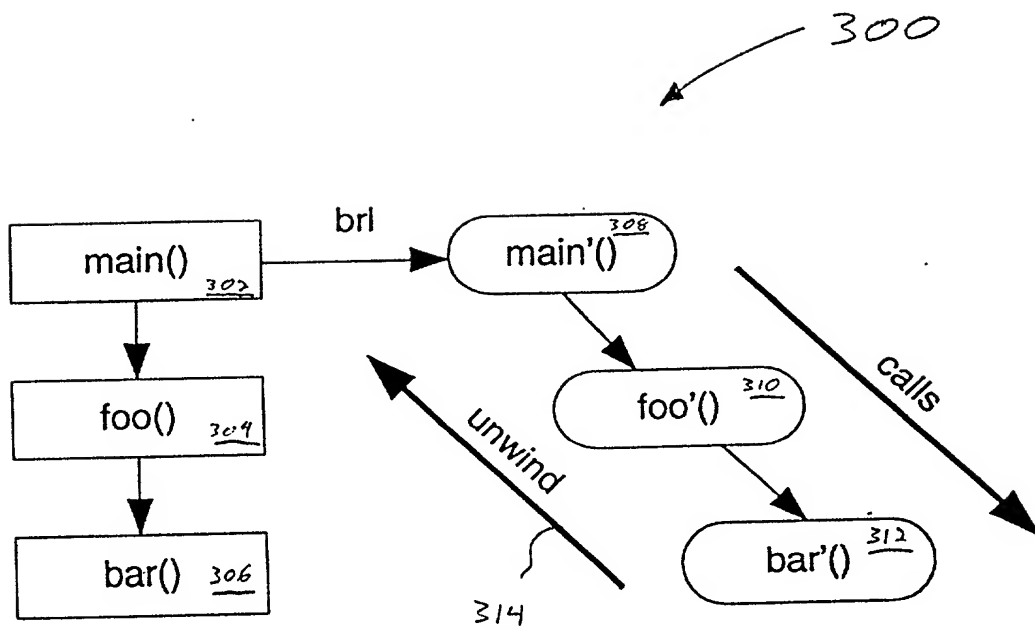 300
brl
main()
302
main'()
308
foo()
304
foo'()
310
calls
unwind
bar()
306
bar'()
312
314